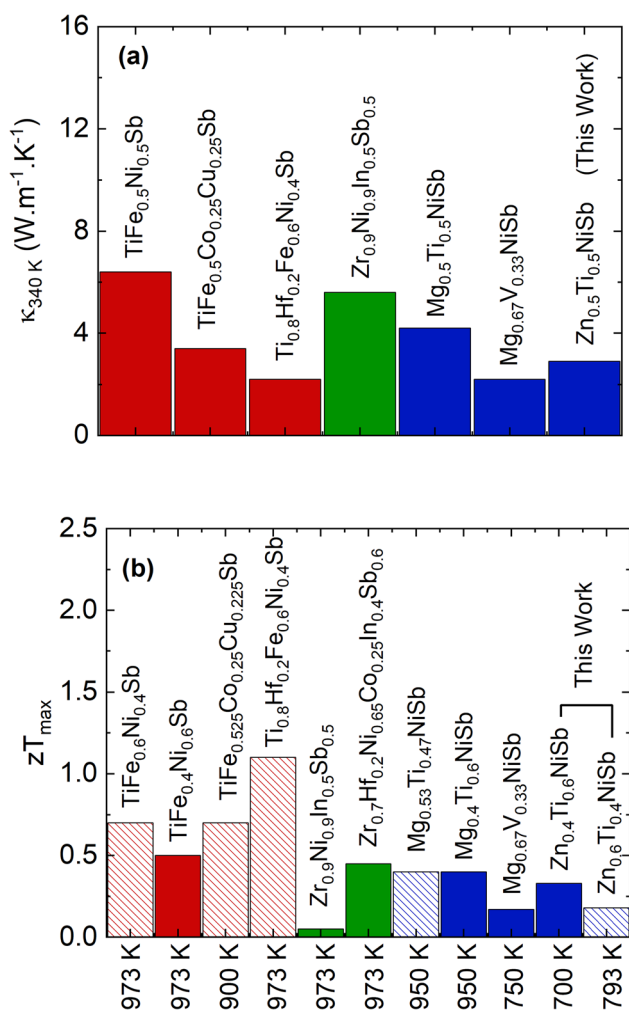 (a)
κ340 K (W.m-1.K-1)
16
12
8
4
0
TiFe0.5Ni0.5Sb
TiFe0.5Co0.25Cu0.25Sb
Ti0.8Hf0.2Fe0.6Ni0.4Sb
Zr0.9Ni0.9In0.5Sb0.5
Mg0.5Ti0.5NiSb
Mg0.67V0.33NiSb
Zn0.5Ti0.5NiSb (This Work)
(b)
zTmax
2.5
2.0
1.5
1.0
0.5
0.0
TiFe0.6Ni0.4Sb
TiFe0.4Ni0.6Sb
TiFe0.525Co0.25Cu0.225Sb
Ti0.8Hf0.2Fe0.6Ni0.4Sb
Zr0.9Ni0.9In0.5Sb0.5
Zr0.7Hf0.2Ni0.65Co0.25In0.4Sb0.6
Mg0.53Ti0.47NiSb
Mg0.4Ti0.6NiSb
Mg0.67V0.33NiSb
Zn0.4Ti0.6NiSb
Zn0.6Ti0.4NiSb
This Work
973 K
973 K
900 K
973 K
973 K
973 K
950 K
950 K
750 K
700 K
793 K